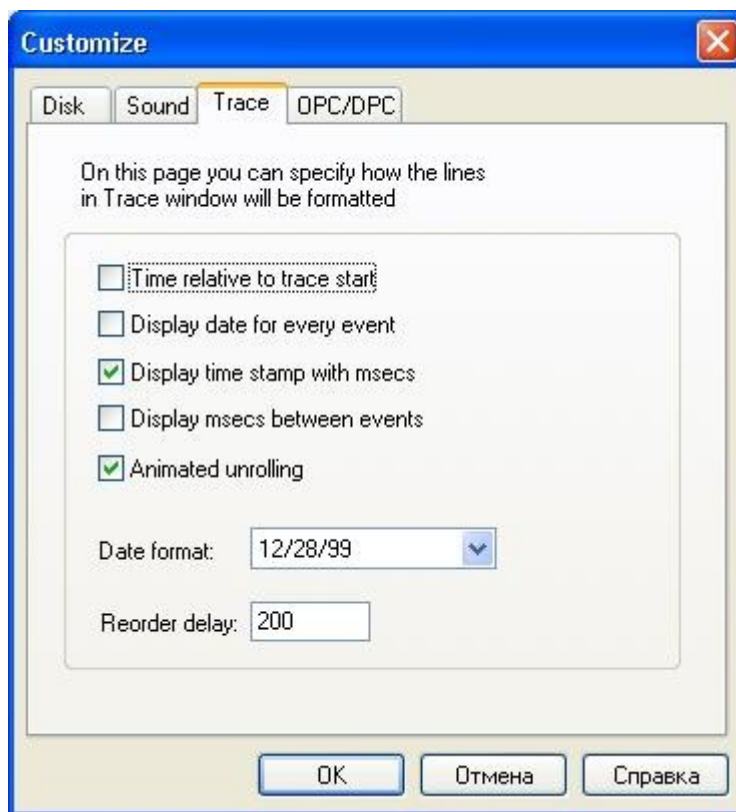 Customize
Disk Sound Trace OPC/DPC
On this page you can specify how the lines
in Trace window will be formatted
Time relative to trace start
Display date for every event
Display time stamp with msecs
Display msecs between events
Animated unrolling
Date format: 12/28/99
Reorder delay: 200
OK Отмена Справка